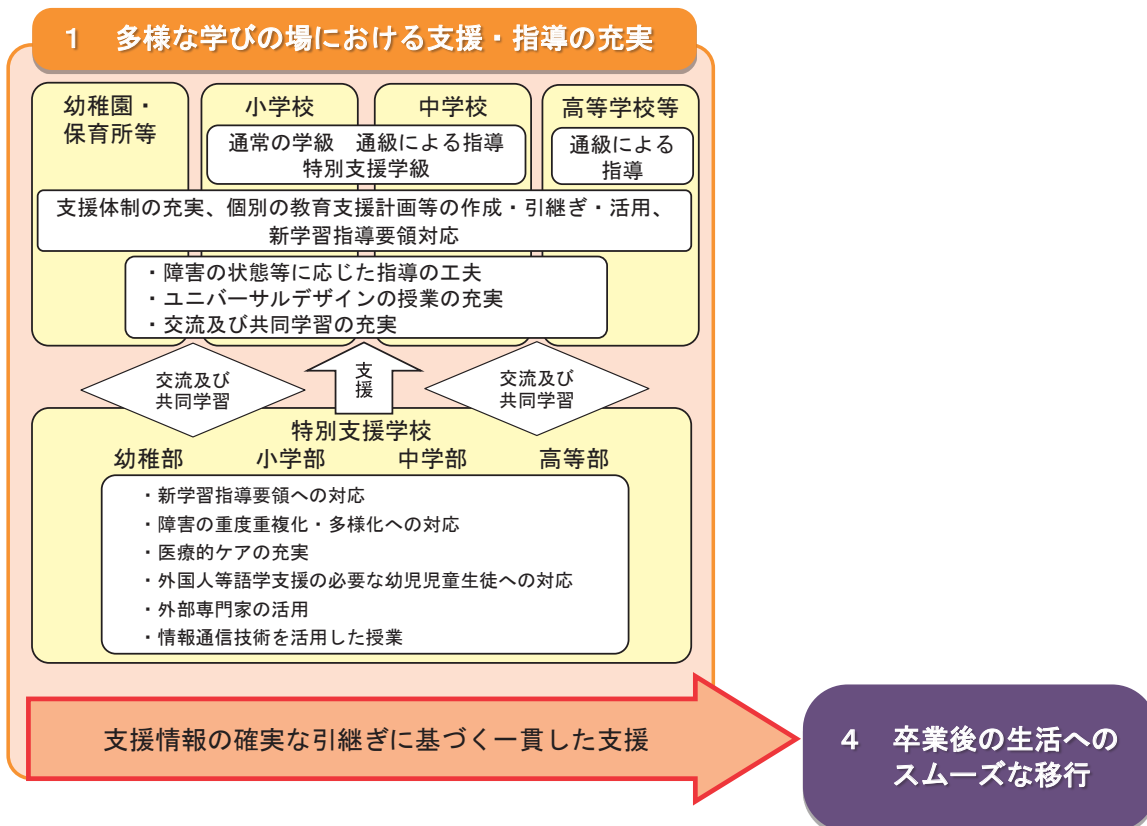 1　多様な学びの場における支援・指導の充実
幼稚園・
保育所等
小学校
中学校
高等学校等
通常の学級　通級による指導
特別支援学級
通級による
指導
支援体制の充実、個別の教育支援計画等の作成・引継ぎ・活用、
新学習指導要領対応
・障害の状態等に応じた指導の工夫
・ユニバーサルデザインの授業の充実
・交流及び共同学習の充実
交流及び
共同学習
支
援
交流及び
共同学習
特別支援学校
幼稚部　小学部　中学部　高等部
・新学習指導要領への対応
・障害の重度重複化・多様化への対応
・医療的ケアの充実
・外国人等語学支援の必要な幼児児童生徒への対応
・外部専門家の活用
・情報通信技術を活用した授業
支援情報の確実な引継ぎに基づく一貫した支援
4　卒業後の生活への
スムーズな移行